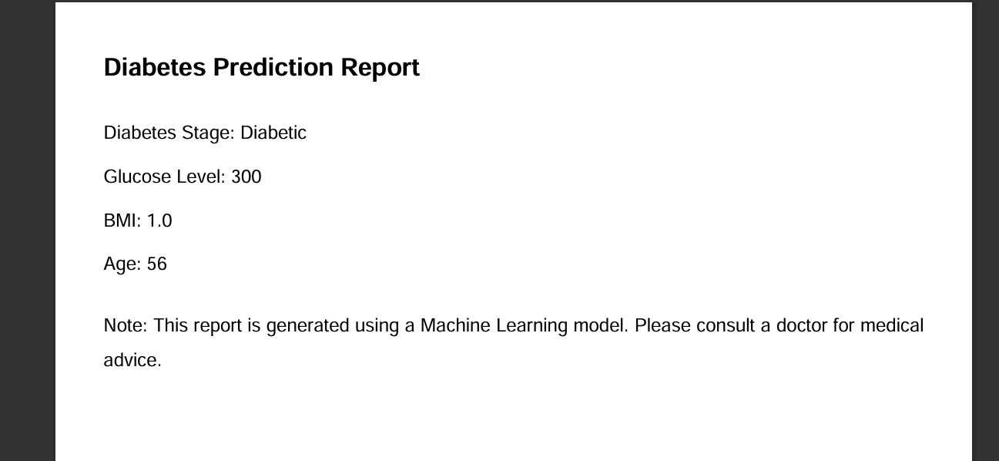 Diabetes Prediction Report
Diabetes Stage: Diabetic
Glucose Level: 300
BMI: 1.0
Age: 56
Note: This report is generated using a Machine Learning model. Please consult a doctor for medical
advice.